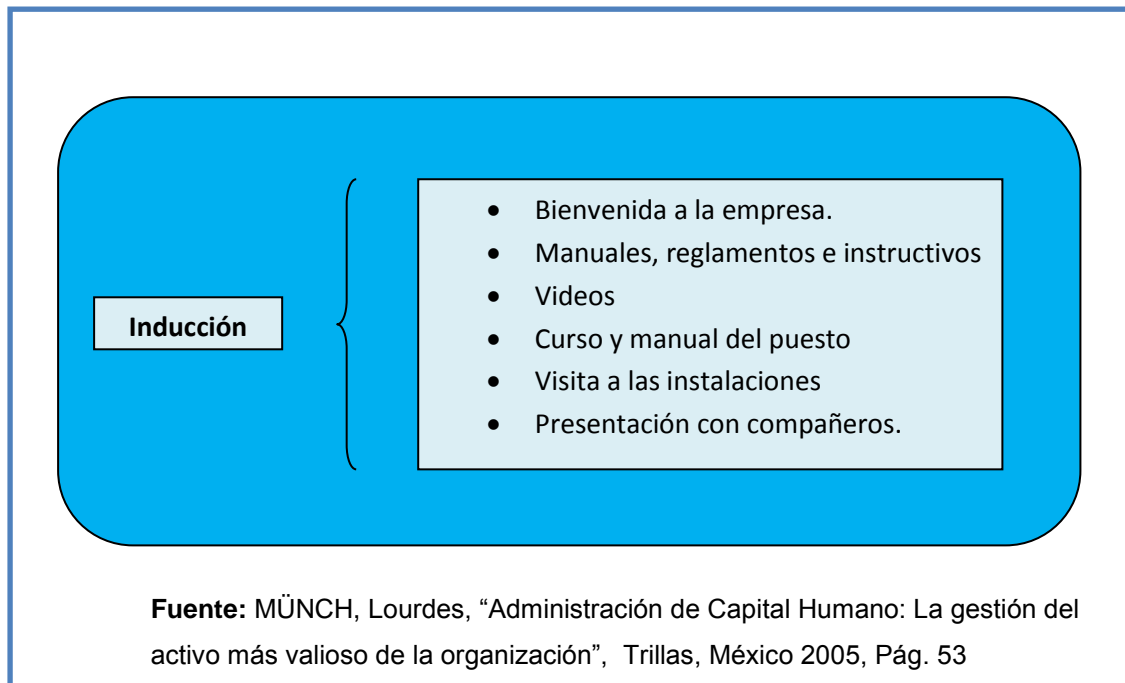 Inducción
• Bienvenida a la empresa.
• Manuales, reglamentos e instructivos
• Videos
• Curso y manual del puesto
• Visita a las instalaciones
• Presentación con compañeros.
Fuente: MÜNCH, Lourdes, “Administración de Capital Humano: La gestión del
activo más valioso de la organización”, Trillas, México 2005, Pág. 53